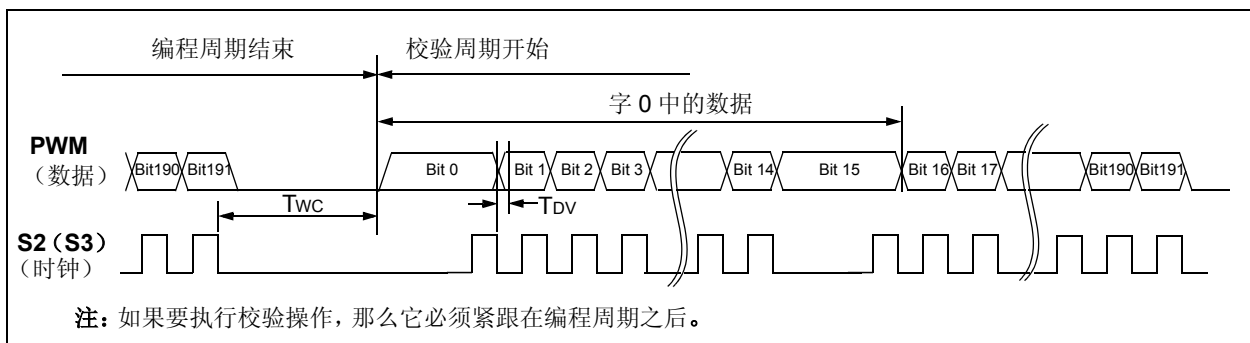 编程周期结束 校验周期开始
字 0 中的数据
PWM
（数据）
Bit190 Bit191 Bit 0 Bit 1 Bit 2 Bit 3 Bit 14 Bit 15 Bit 16 Bit 17 Bit190 Bit191
TWC TDV
S2（S3）
（时钟）
注：如果要执行校验操作，那么它必须紧跟在编程周期之后。